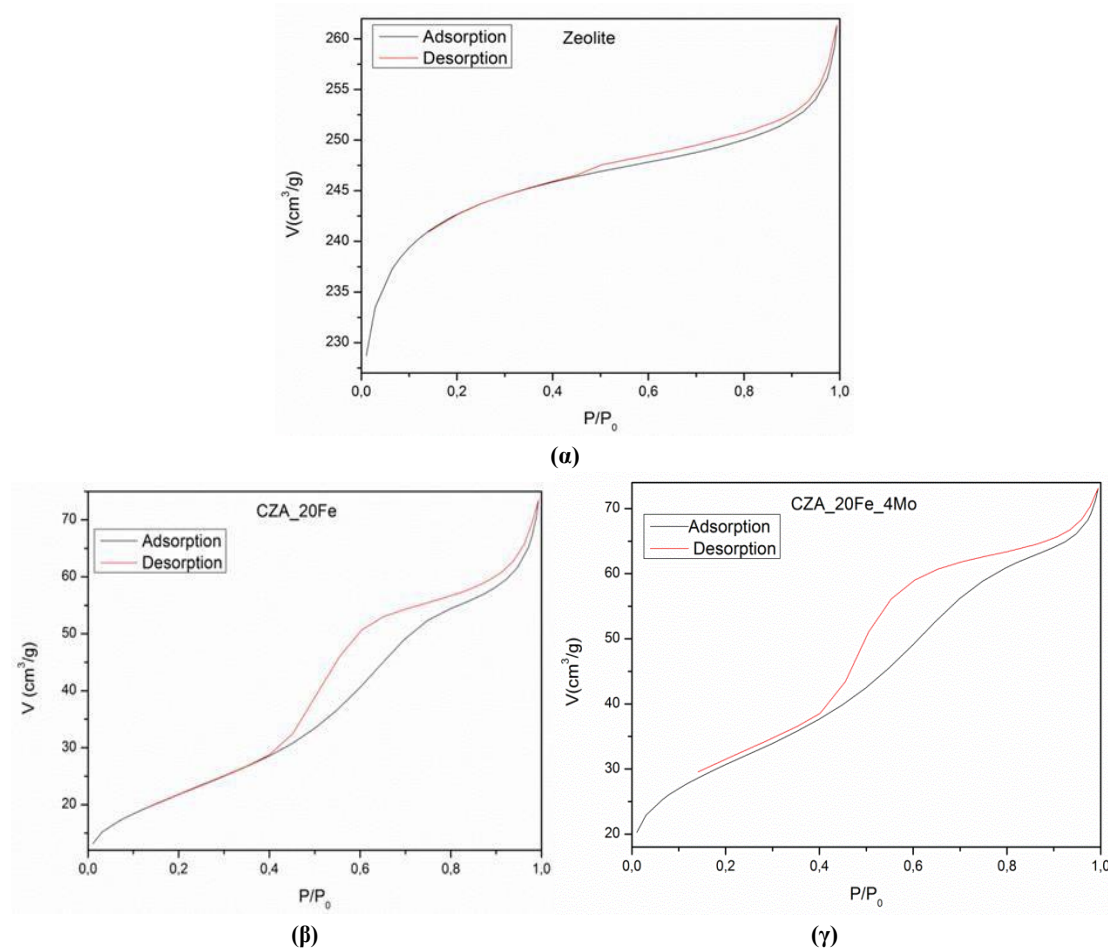 Zeolite
Adsorption
Desorption
260
255
250
245
240
235
230
V(cm³/g)
0,0 0,2 0,4 0,6 0,8 1,0
P/P₀
(α)
CZA_20Fe
Adsorption
Desorption
70
60
50
40
30
20
V (cm³/g)
0,0 0,2 0,4 0,6 0,8 1,0
P/P₀
(β)
CZA_20Fe_4Mo
Adsorption
Desorption
70
60
50
40
30
20
V(cm³/g)
0,0 0,2 0,4 0,6 0,8 1,0
P/P₀
(γ)